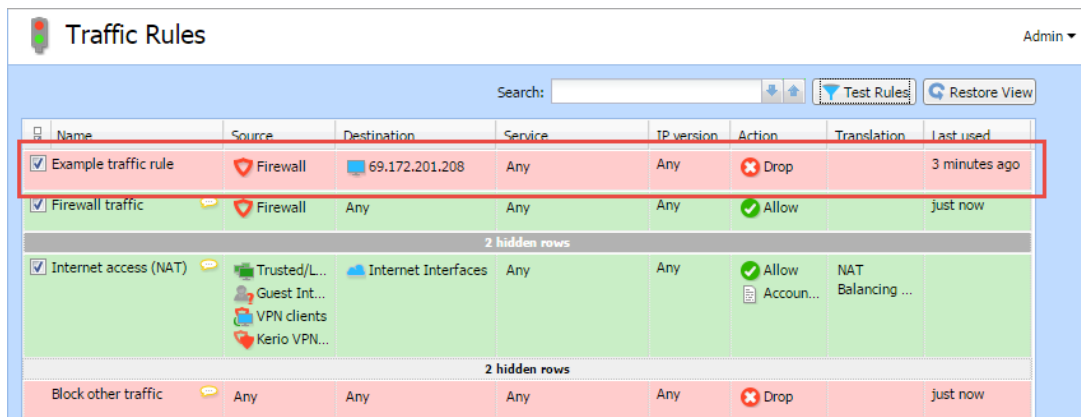 Traffic Rules
Admin
Search:
Test Rules
Restore View
Name Source Destination Service IP version Action Translation Last used
Example traffic rule Firewall 69.172.201.208 Any Any Drop 3 minutes ago
Firewall traffic Firewall Any Any Any Allow just now
2 hidden rows
Internet access (NAT) Trusted/L... Internet Interfaces Any Any Allow NAT
Guest Int... Accoun... Balancing ...
VPN clients
Kerio VPN...
2 hidden rows
Block other traffic Any Any Any Any Drop just now